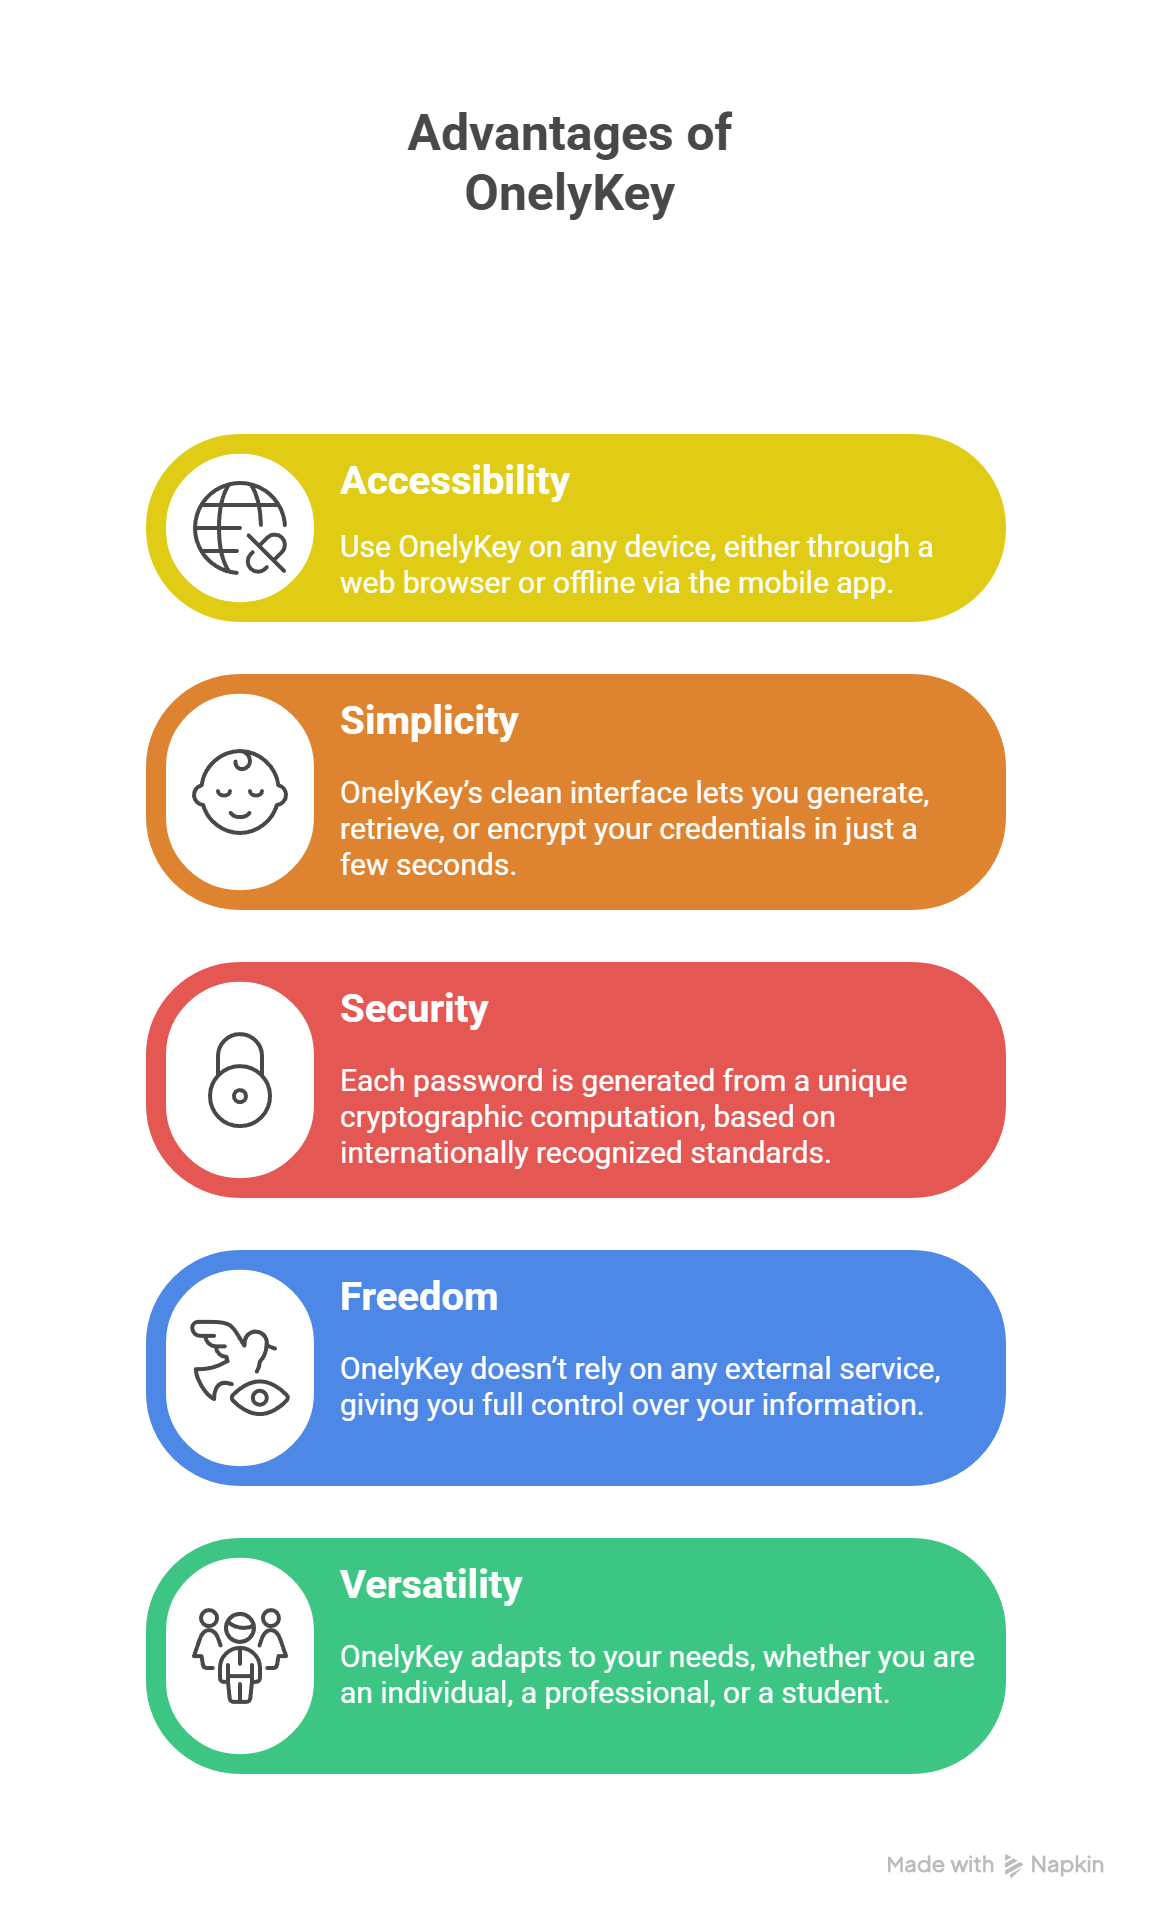 Advantages of
OnelyKey
Accessibility
Use OnelyKey on any device, either through a
web browser or offline via the mobile app.
Simplicity
OnelyKey’s clean interface lets you generate,
retrieve, or encrypt your credentials in just a
few seconds.
Security
Each password is generated from a unique
cryptographic computation, based on
internationally recognized standards.
Freedom
OnelyKey doesn’t rely on any external service,
giving you full control over your information.
Versatility
OnelyKey adapts to your needs, whether you are
an individual, a professional, or a student.
Made with Napkin